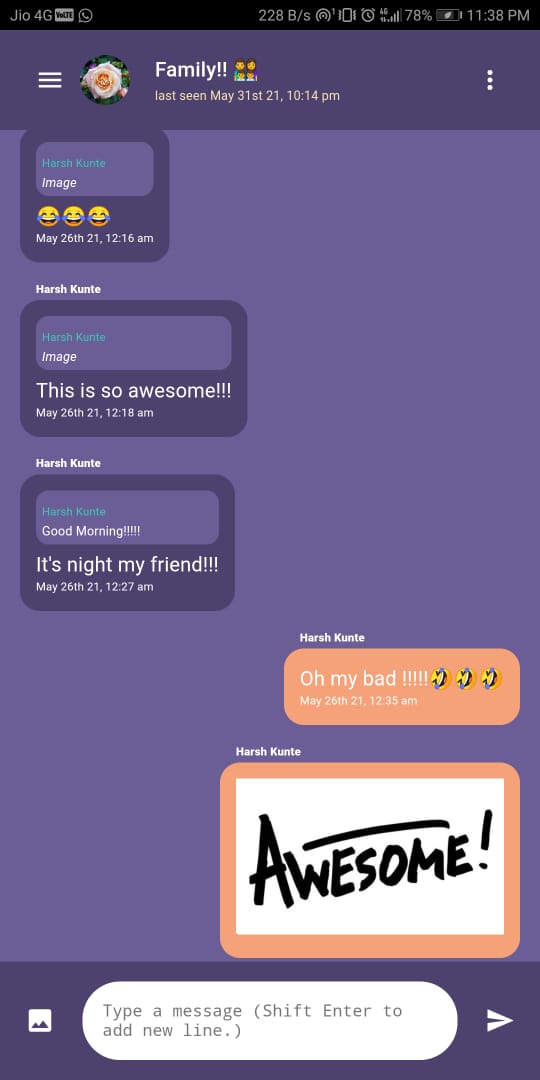 Jio 4G VoLTE 228 B/s 4G 78% 11:38 PM
Family!! 👨‍👩‍👧‍👦
last seen May 31st 21, 10:14 pm
Harsh Kunte
Image
😂😂😂
May 26th 21, 12:16 am
Harsh Kunte
Harsh Kunte
Image
This is so awesome!!!
May 26th 21, 12:18 am
Harsh Kunte
Harsh Kunte
Good Morning!!!!!
It's night my friend!!!
May 26th 21, 12:27 am
Harsh Kunte
Oh my bad !!!!!🤣🤣🤣
May 26th 21, 12:35 am
Harsh Kunte
AWESOME!
Type a message (Shift Enter to
add new line.)